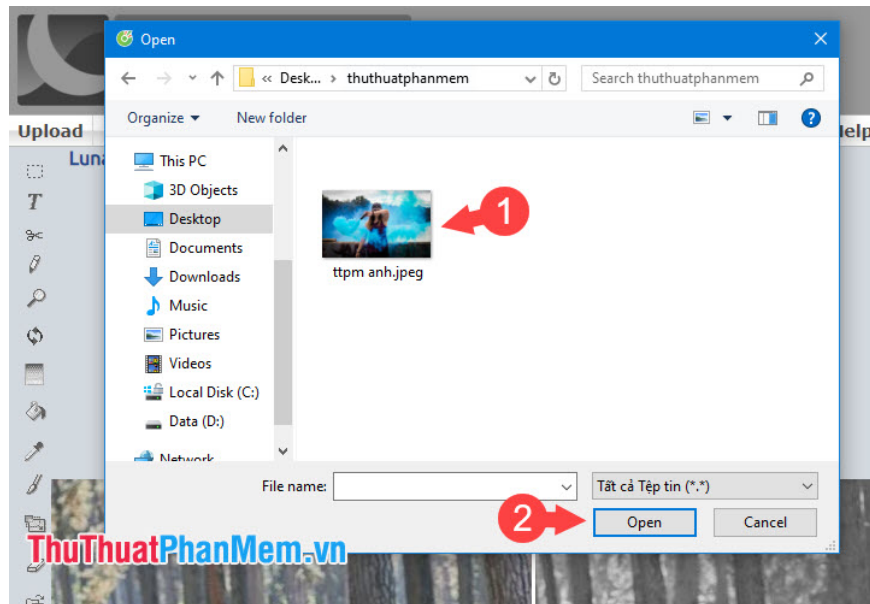 Open
« Desk... › thuthuatphanmem
Search thuthuatphanmem
Organize
New folder
Upload
This PC
3D Objects
Desktop
Documents
Downloads
Music
Pictures
Videos
Local Disk (C:)
Data (D:)
Network
1
ttpm anh.jpeg
File name:
Tất cả Tệp tin (*.*)
2
Open
Cancel
T
ThuThuatPhanMem.vn